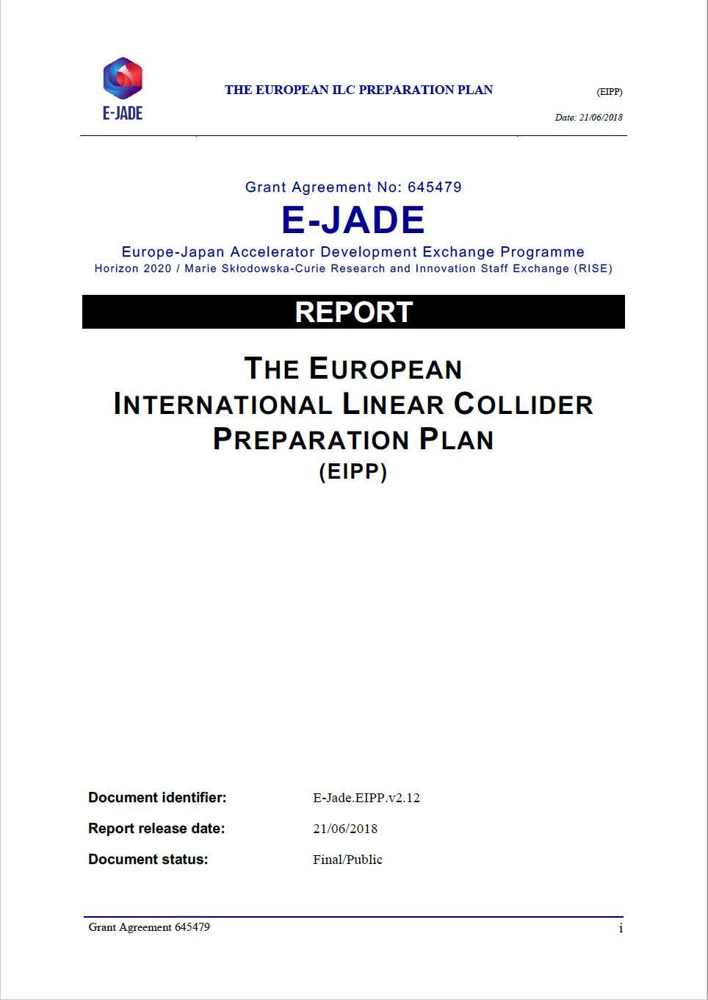 E-JADE
THE EUROPEAN ILC PREPARATION PLAN
(EIPP)
Date: 21/06/2018
Grant Agreement No: 645479
E-JADE
Europe-Japan Accelerator Development Exchange Programme
Horizon 2020 / Marie Skłodowska-Curie Research and Innovation Staff Exchange (RISE)
REPORT
THE EUROPEAN
INTERNATIONAL LINEAR COLLIDER
PREPARATION PLAN
(EIPP)
Document identifier: E-Jade.EIPP.v2.12
Report release date: 21/06/2018
Document status: Final/Public
Grant Agreement 645479 i